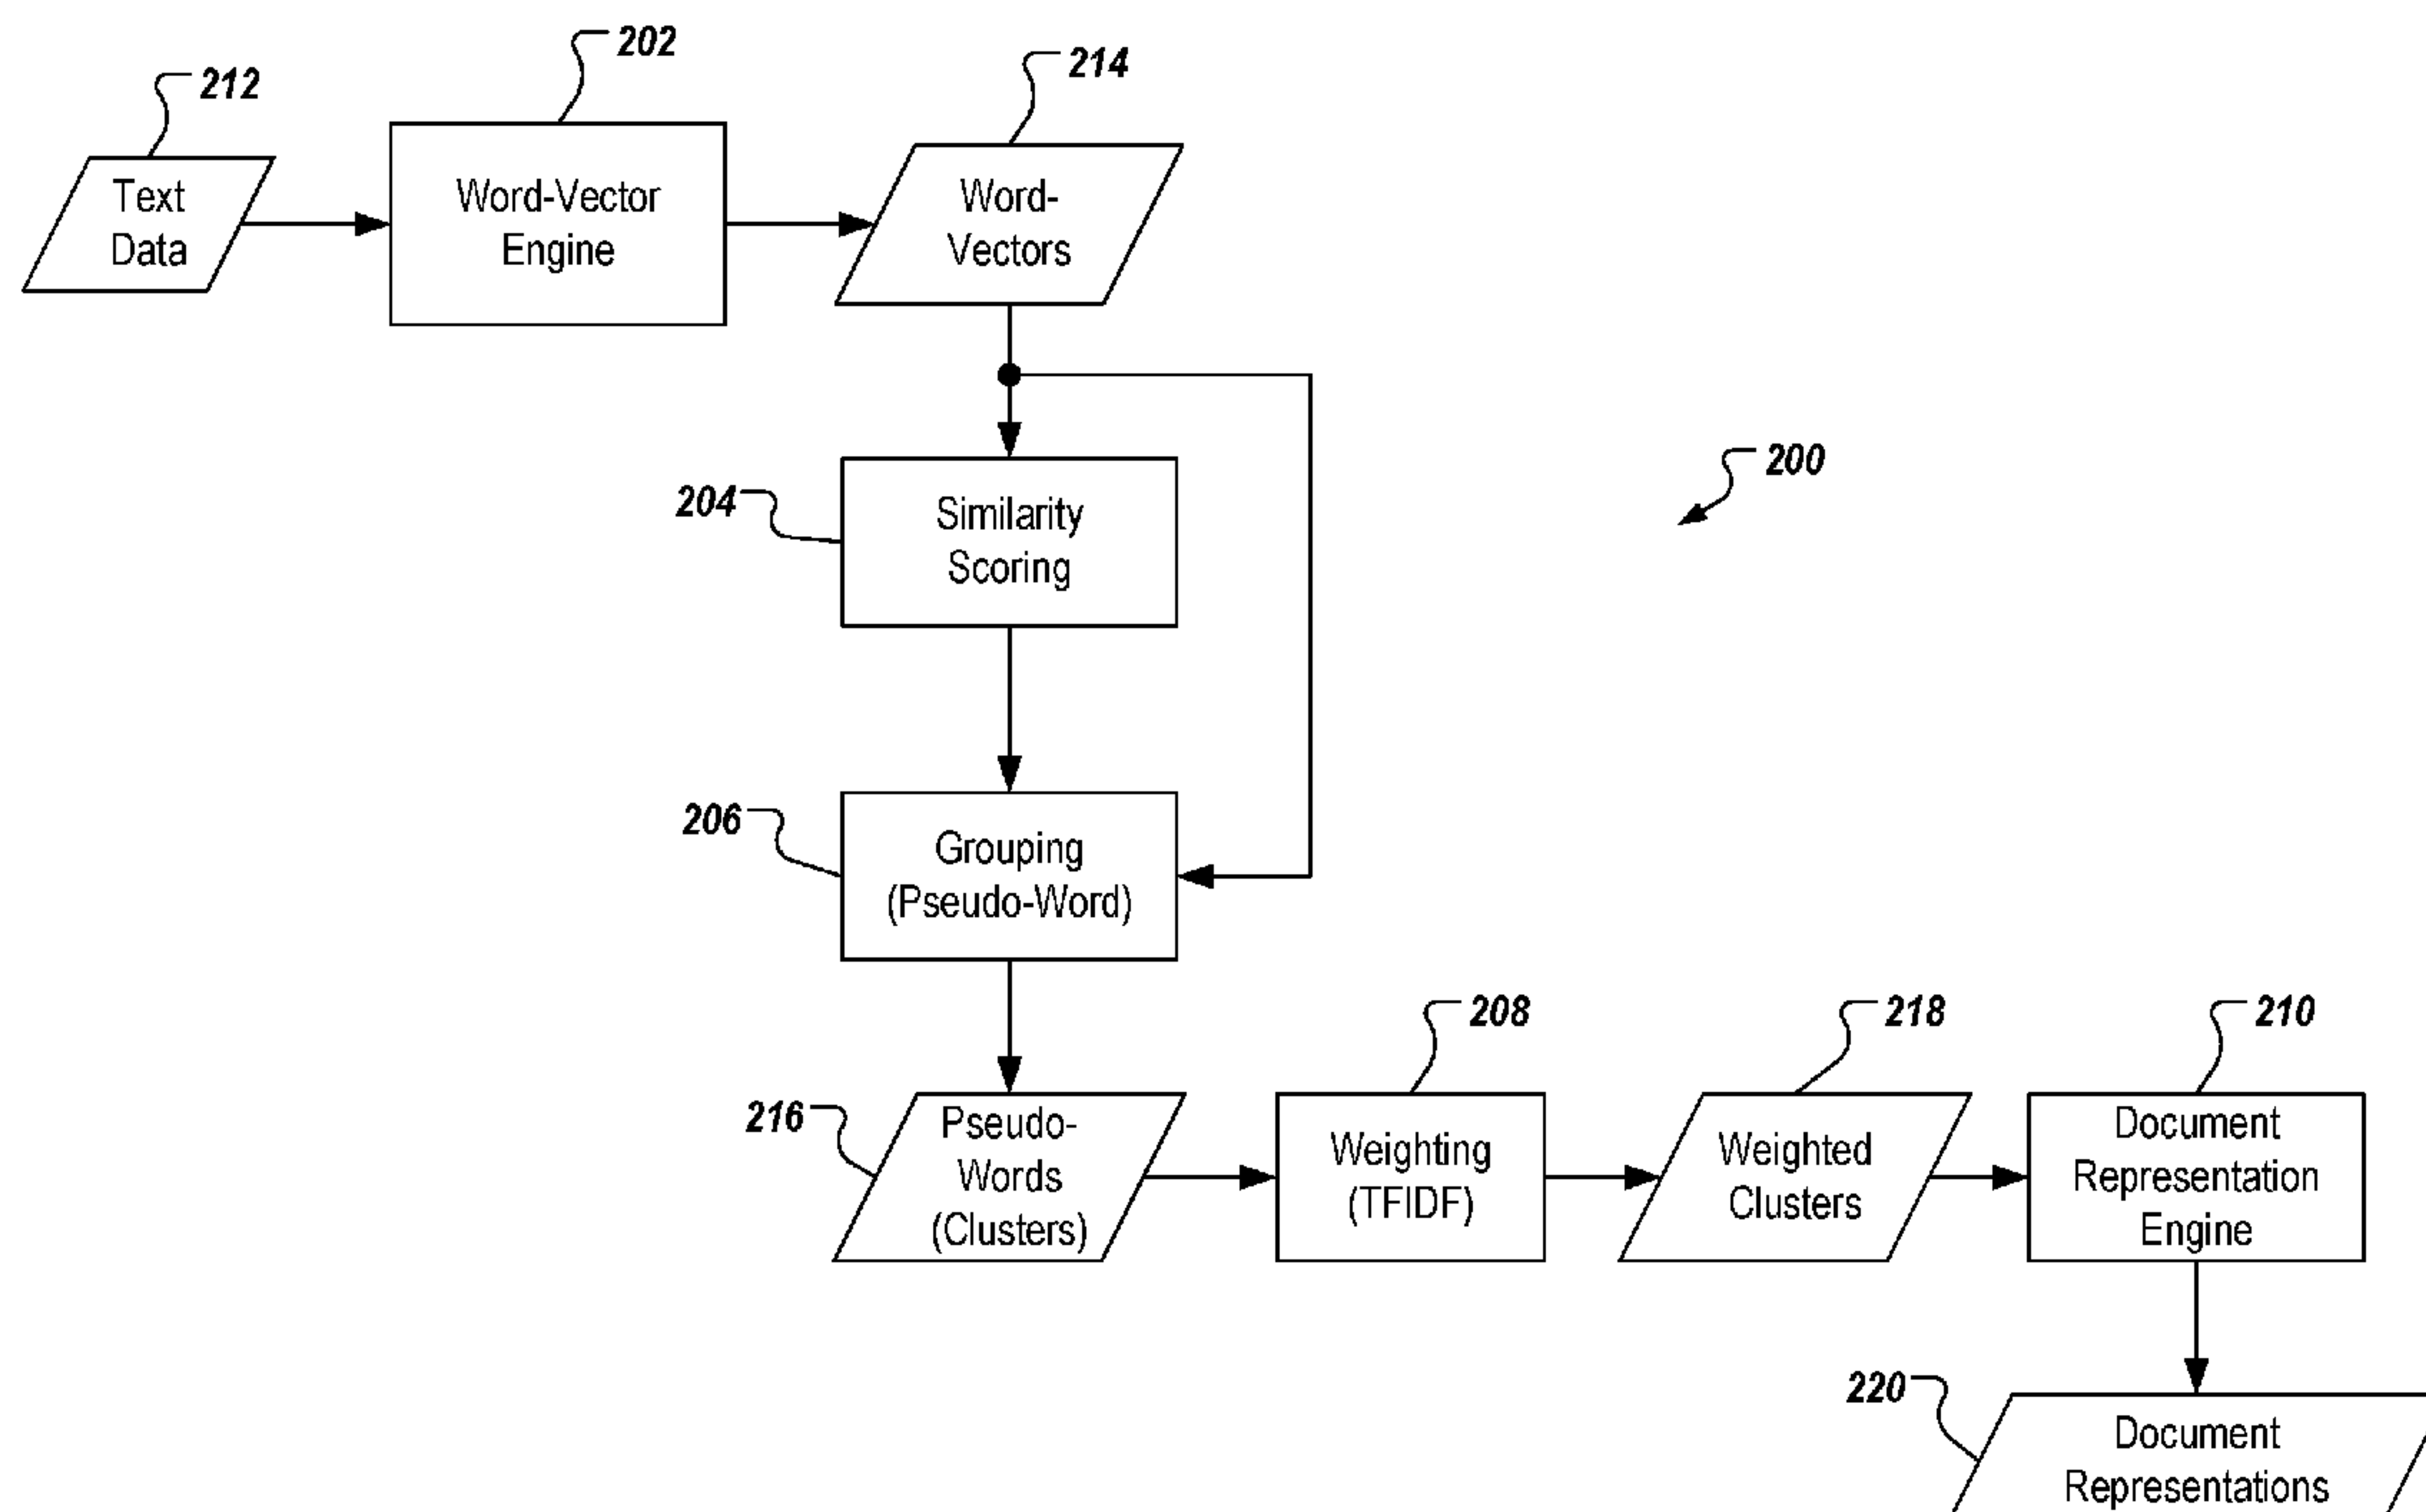 202
214
212
Text
Data
Word-Vector
Engine
Word-
Vectors
200
204
Similarity
Scoring
206
Grouping
(Pseudo-Word)
208
218
210
216
Pseudo-
Words
(Clusters)
Weighting
(TFIDF)
Weighted
Clusters
Document
Representation
Engine
220
Document
Representations